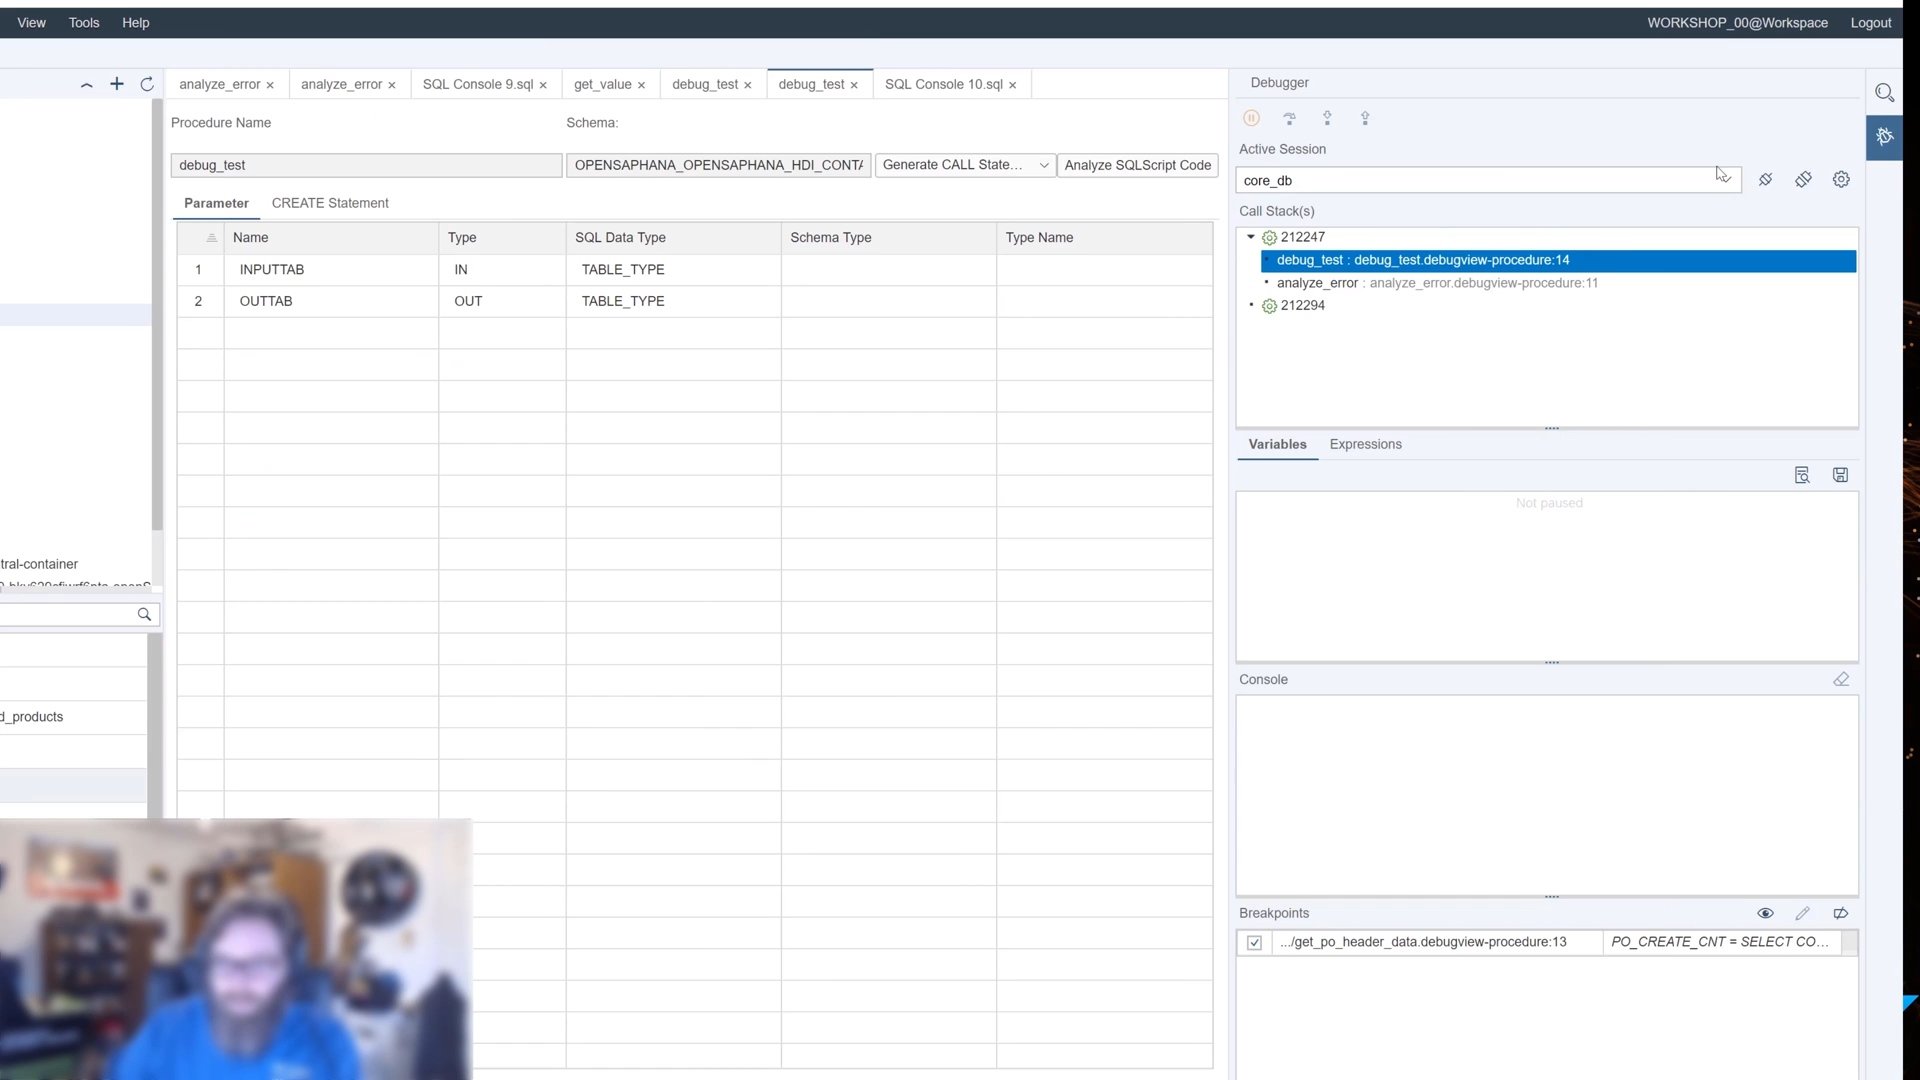 View Tools Help WORKSHOP_00@Workspace Logout
analyze_error × analyze_error × SQL Console 9.sql × get_value × debug_test × debug_test × SQL Console 10.sql ×
Procedure Name Schema:
debug_test OPENSAPHANA_OPENSAPHANA_HDI_CONTA Generate CALL State... Analyze SQLScript Code
Parameter CREATE Statement
Name Type SQL Data Type Schema Type Type Name
1 INPUTTAB IN TABLE_TYPE
2 OUTTAB OUT TABLE_TYPE
tral-container
d_products
Debugger
Active Session
core_db
Call Stack(s)
212247
debug_test : debug_test.debugview-procedure:14
analyze_error : analyze_error.debugview-procedure:11
212294
Variables Expressions
Not paused
Console
Breakpoints
.../get_po_header_data.debugview-procedure:13 PO_CREATE_CNT = SELECT CO...